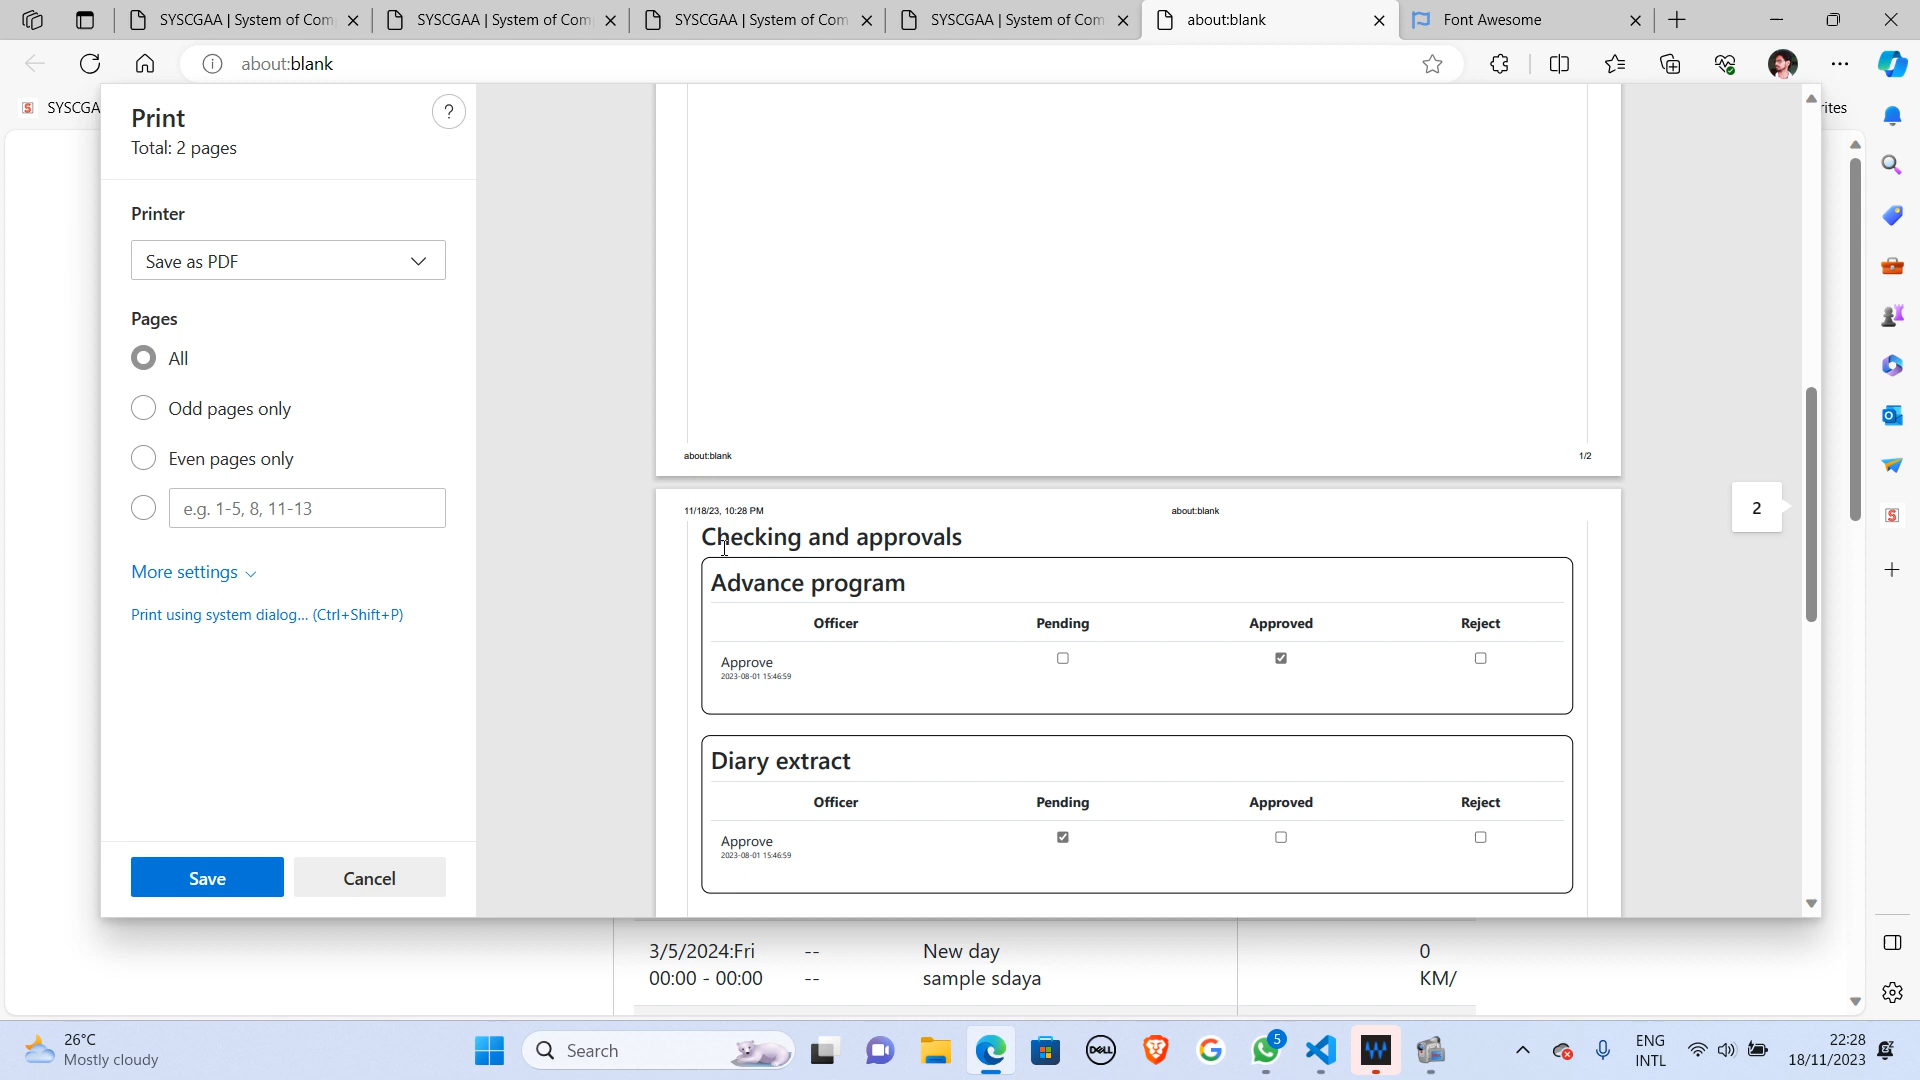 SYSCGAA | System of Com
SYSCGAA | System of Com
SYSCGAA | System of Com
SYSCGAA | System of Com
about:blank
Font Awesome
about:blank
SYSCGA
rites
Print
?
Total: 2 pages
Printer
Save as PDF
Pages
All
Odd pages only
Even pages only
e.g. 1-5, 8, 11-13
More settings
Print using system dialog... (Ctrl+Shift+P)
Save
Cancel
about:blank
1/2
2
11/18/23, 10:28 PM
about:blank
Checking and approvals
Advance program
Officer Pending Approved Reject
Approve
2023-08-01 15:46:59
Diary extract
Officer Pending Approved Reject
Approve
2023-08-01 15:46:59
3/5/2024:Fri -- New day 0
00:00 - 00:00 -- sample sdaya KM/
26°C
Mostly cloudy
Search
DELL
5
ENG
INTL
22:28
18/11/2023